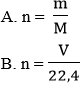 A. n = m/M
B. n = V/22,4